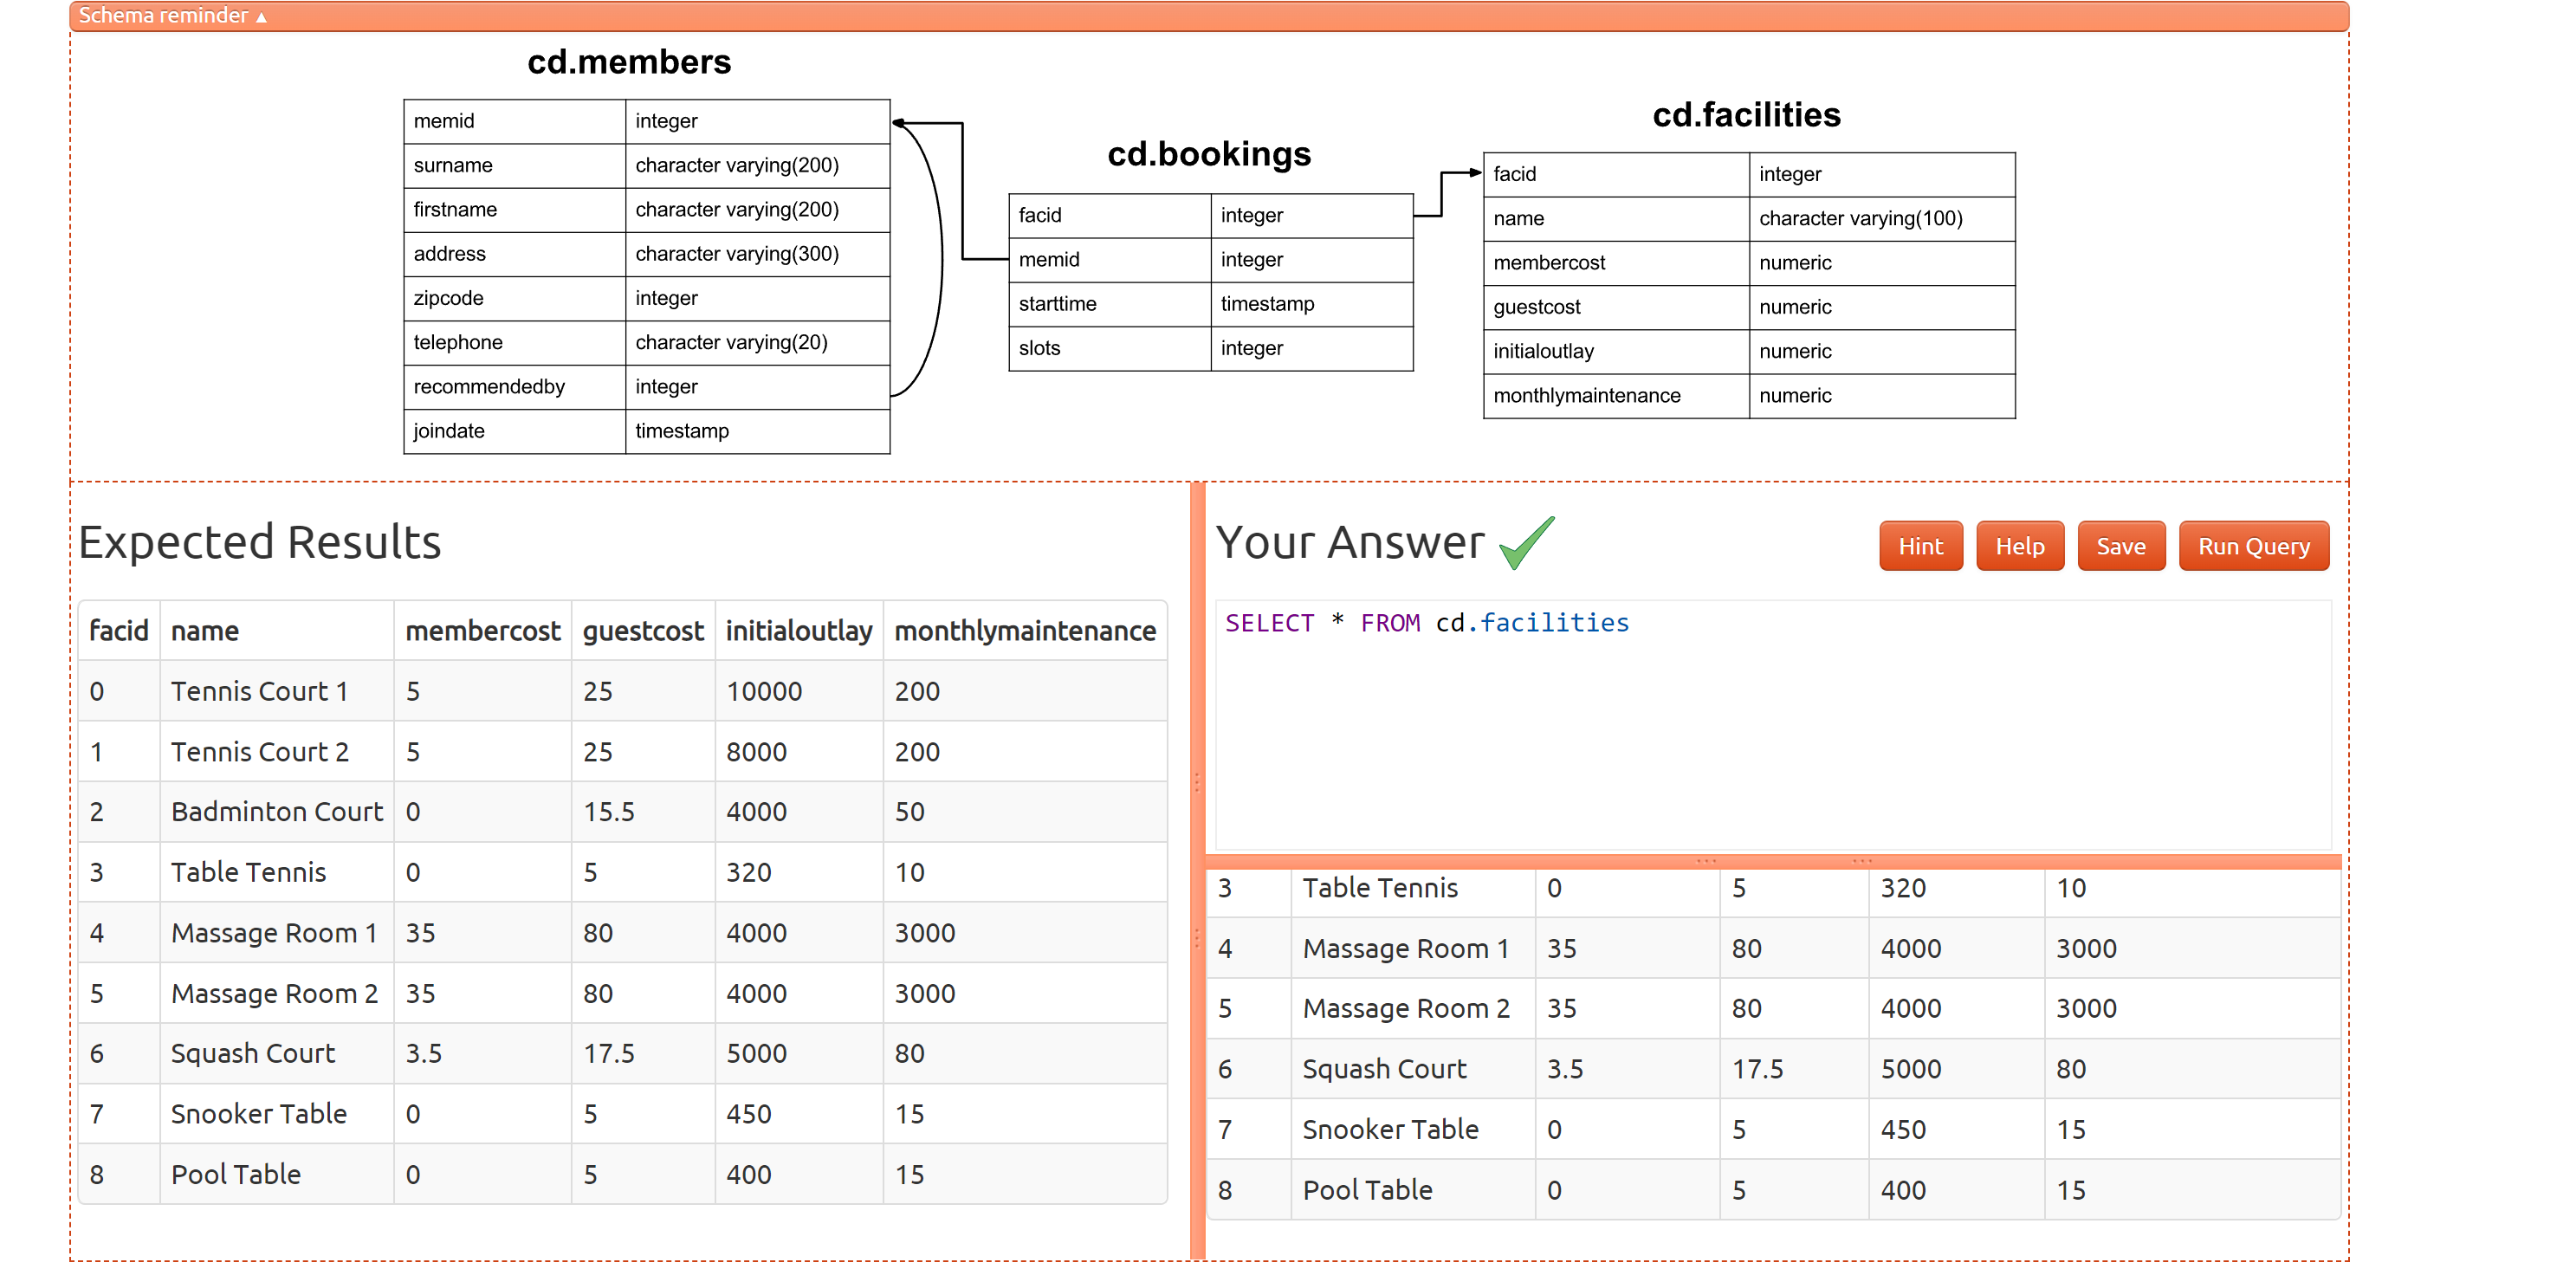 Schema reminder ▲
cd.members
memid integer
surname character varying(200)
firstname character varying(200)
address character varying(300)
zipcode integer
telephone character varying(20)
recommendedby integer
joindate timestamp
cd.bookings
facid integer
memid integer
starttime timestamp
slots integer
cd.facilities
facid integer
name character varying(100)
membercost numeric
guestcost numeric
initialoutlay numeric
monthlymaintenance numeric
Expected Results
facid name membercost guestcost initialoutlay monthlymaintenance
0 Tennis Court 1 5 25 10000 200
1 Tennis Court 2 5 25 8000 200
2 Badminton Court 0 15.5 4000 50
3 Table Tennis 0 5 320 10
4 Massage Room 1 35 80 4000 3000
5 Massage Room 2 35 80 4000 3000
6 Squash Court 3.5 17.5 5000 80
7 Snooker Table 0 5 450 15
8 Pool Table 0 5 400 15
Your Answer
Hint Help Save Run Query
SELECT * FROM cd.facilities
3 Table Tennis 0 5 320 10
4 Massage Room 1 35 80 4000 3000
5 Massage Room 2 35 80 4000 3000
6 Squash Court 3.5 17.5 5000 80
7 Snooker Table 0 5 450 15
8 Pool Table 0 5 400 15